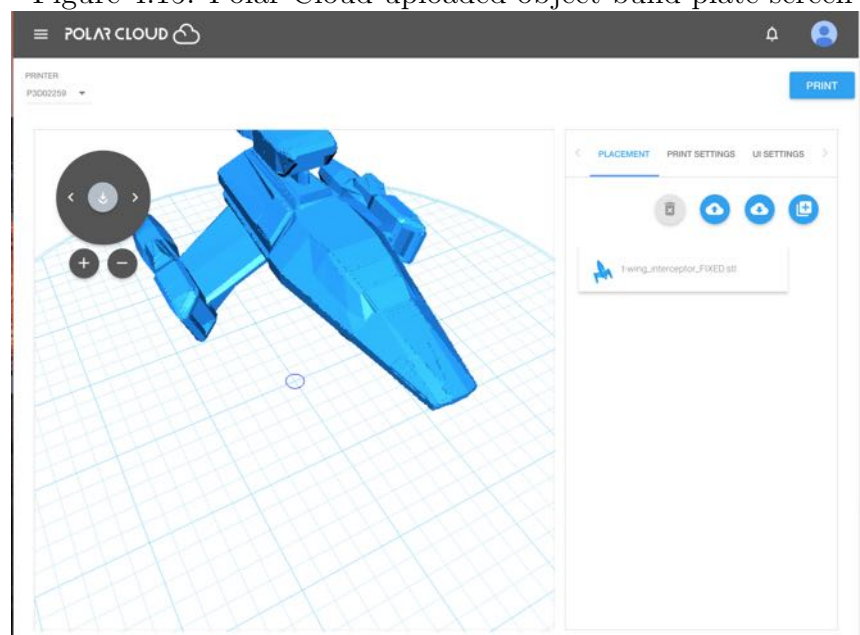 Figure 4.15: Polar Cloud uploaded object build plate screen
POLAR CLOUD
PRINTER
P3D02259
PRINT
PLACEMENT PRINT SETTINGS UI SETTINGS
t-wing_interceptor_FIXED.stl